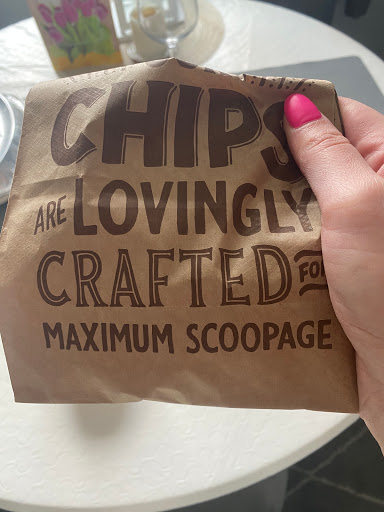 CHIPS
ARE LOVINGLY
CRAFTED FOR
MAXIMUM SCOOPAGE